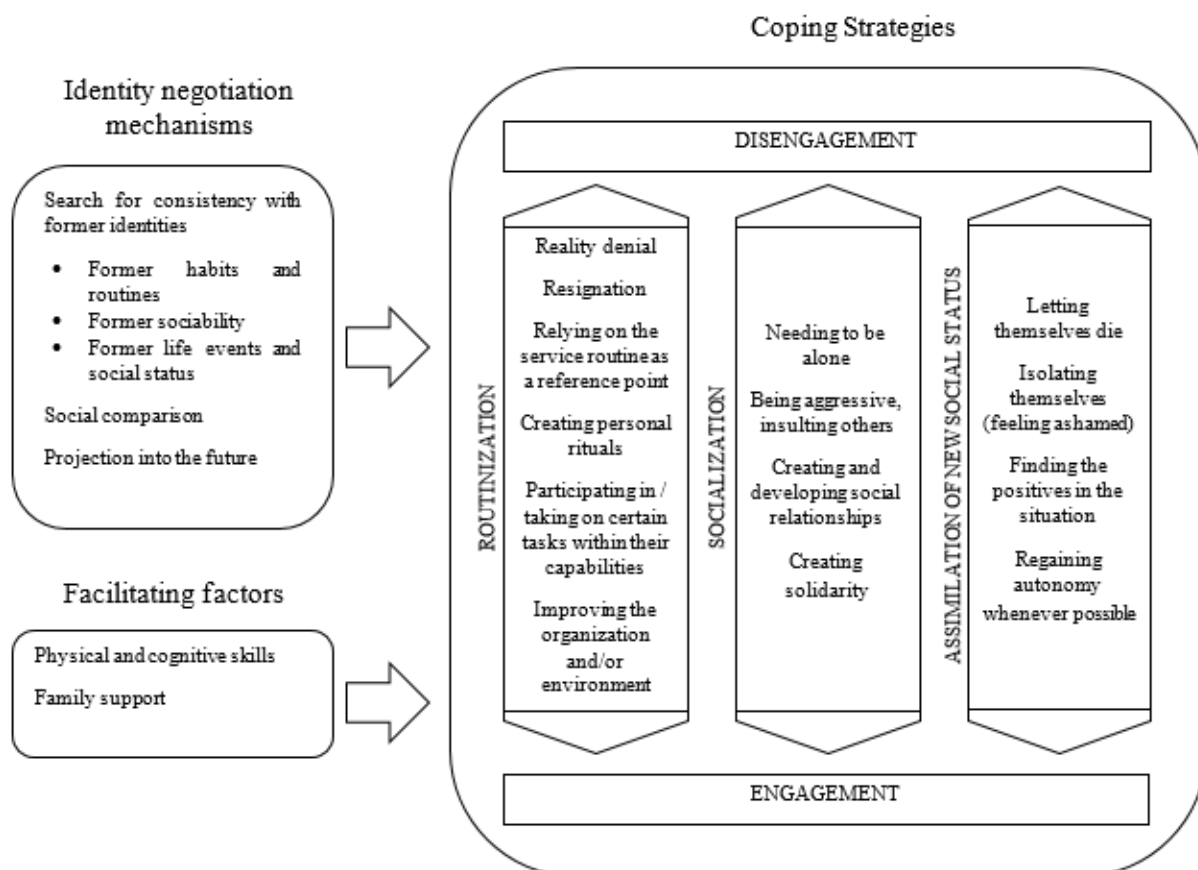 Coping Strategies
Identity negotiation
mechanisms
Search for consistency with
former identities
• Former habits and
routines
• Former sociability
• Former life events and
social status
Social comparison
Projection into the future
Facilitating factors
Physical and cognitive skills
Family support
DISENGAGEMENT
ROUTINIZATION
Reality denial
Resignation
Relying on the
service routine as
a reference point
Creating personal
rituals
Participating in /
taking on certain
tasks within their
capabilities
Improving the
organization
and/or
environment
SOCIALIZATION
Needing to be
alone
Being aggressive,
insulting others
Creating and
developing social
relationships
Creating
solidarity
ASSIMILATION OF NEW SOCIAL STATUS
Letting
themselves die
Isolating
themselves
(feeling ashamed)
Finding the
positives in the
situation
Regaining
autonomy
whenever possible
ENGAGEMENT